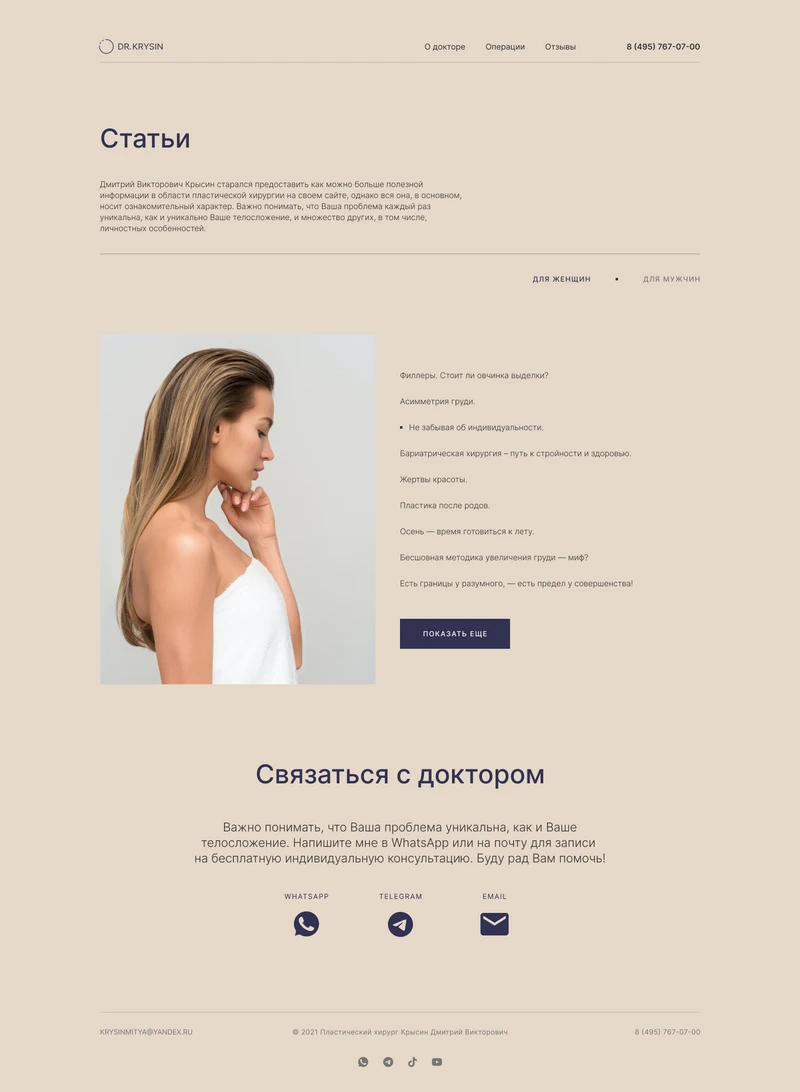 DR.KRYSIN
О докторе
Операции
Отзывы
8 (495) 767-07-00
Статьи
Дмитрий Викторович Крысин старался предоставить как можно больше полезной
информации в области пластической хирургии на своем сайте, однако вся она, в основном,
носит ознакомительный характер. Важно понимать, что Ваша проблема каждый раз
уникальна, как и уникально Ваше телосложение, и множество других, в том числе,
личностных особенностей.
ДЛЯ ЖЕНЩИН
ДЛЯ МУЖЧИН
Филлеры. Стоит ли овчинка выделки?
Асимметрия груди.
Не забывая об индивидуальности.
Бариатрическая хирургия – путь к стройности и здоровью.
Жертвы красоты.
Пластика после родов.
Осень — время готовиться к лету.
Бесшовная методика увеличения груди — миф?
Есть границы у разумного, — есть предел у совершенства!
ПОКАЗАТЬ ЕЩЕ
Связаться с доктором
Важно понимать, что Ваша проблема уникальна, как и Ваше
телосложение. Напишите мне в WhatsApp или на почту для записи
на бесплатную индивидуальную консультацию. Буду рад Вам помочь!
WHATSAPP
TELEGRAM
EMAIL
KRYSINMITYA@YANDEX.RU
© 2021 Пластический хирург Крысин Дмитрий Викторович
8 (495) 767-07-00